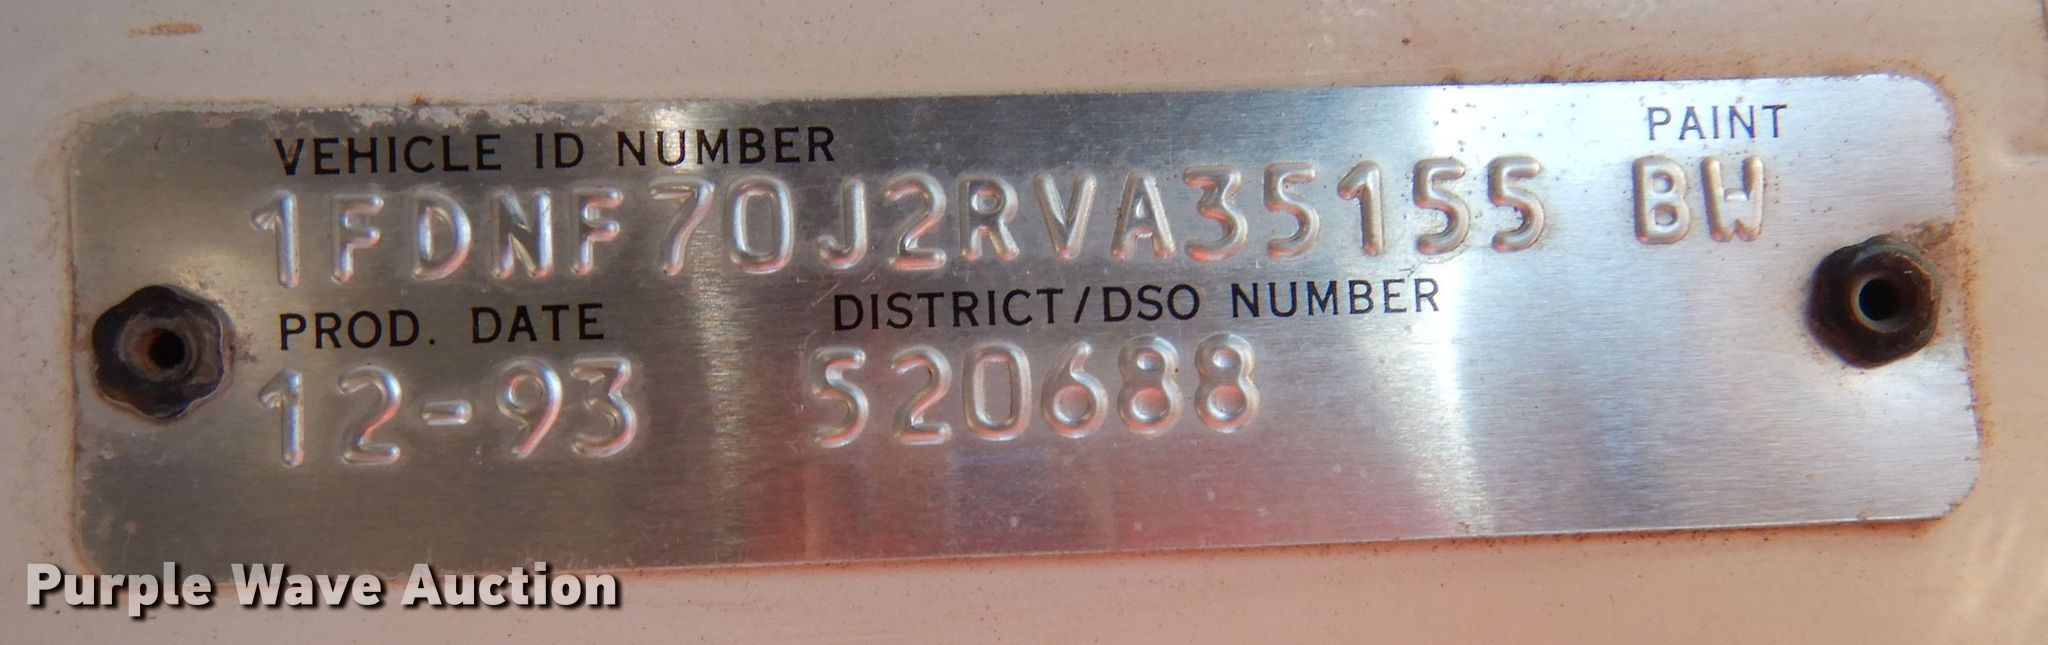 VEHICLE ID NUMBER PAINT
1FDNF70J2RVA35155 BW
PROD. DATE DISTRICT/DSO NUMBER
12-93 520688
Purple Wave Auction